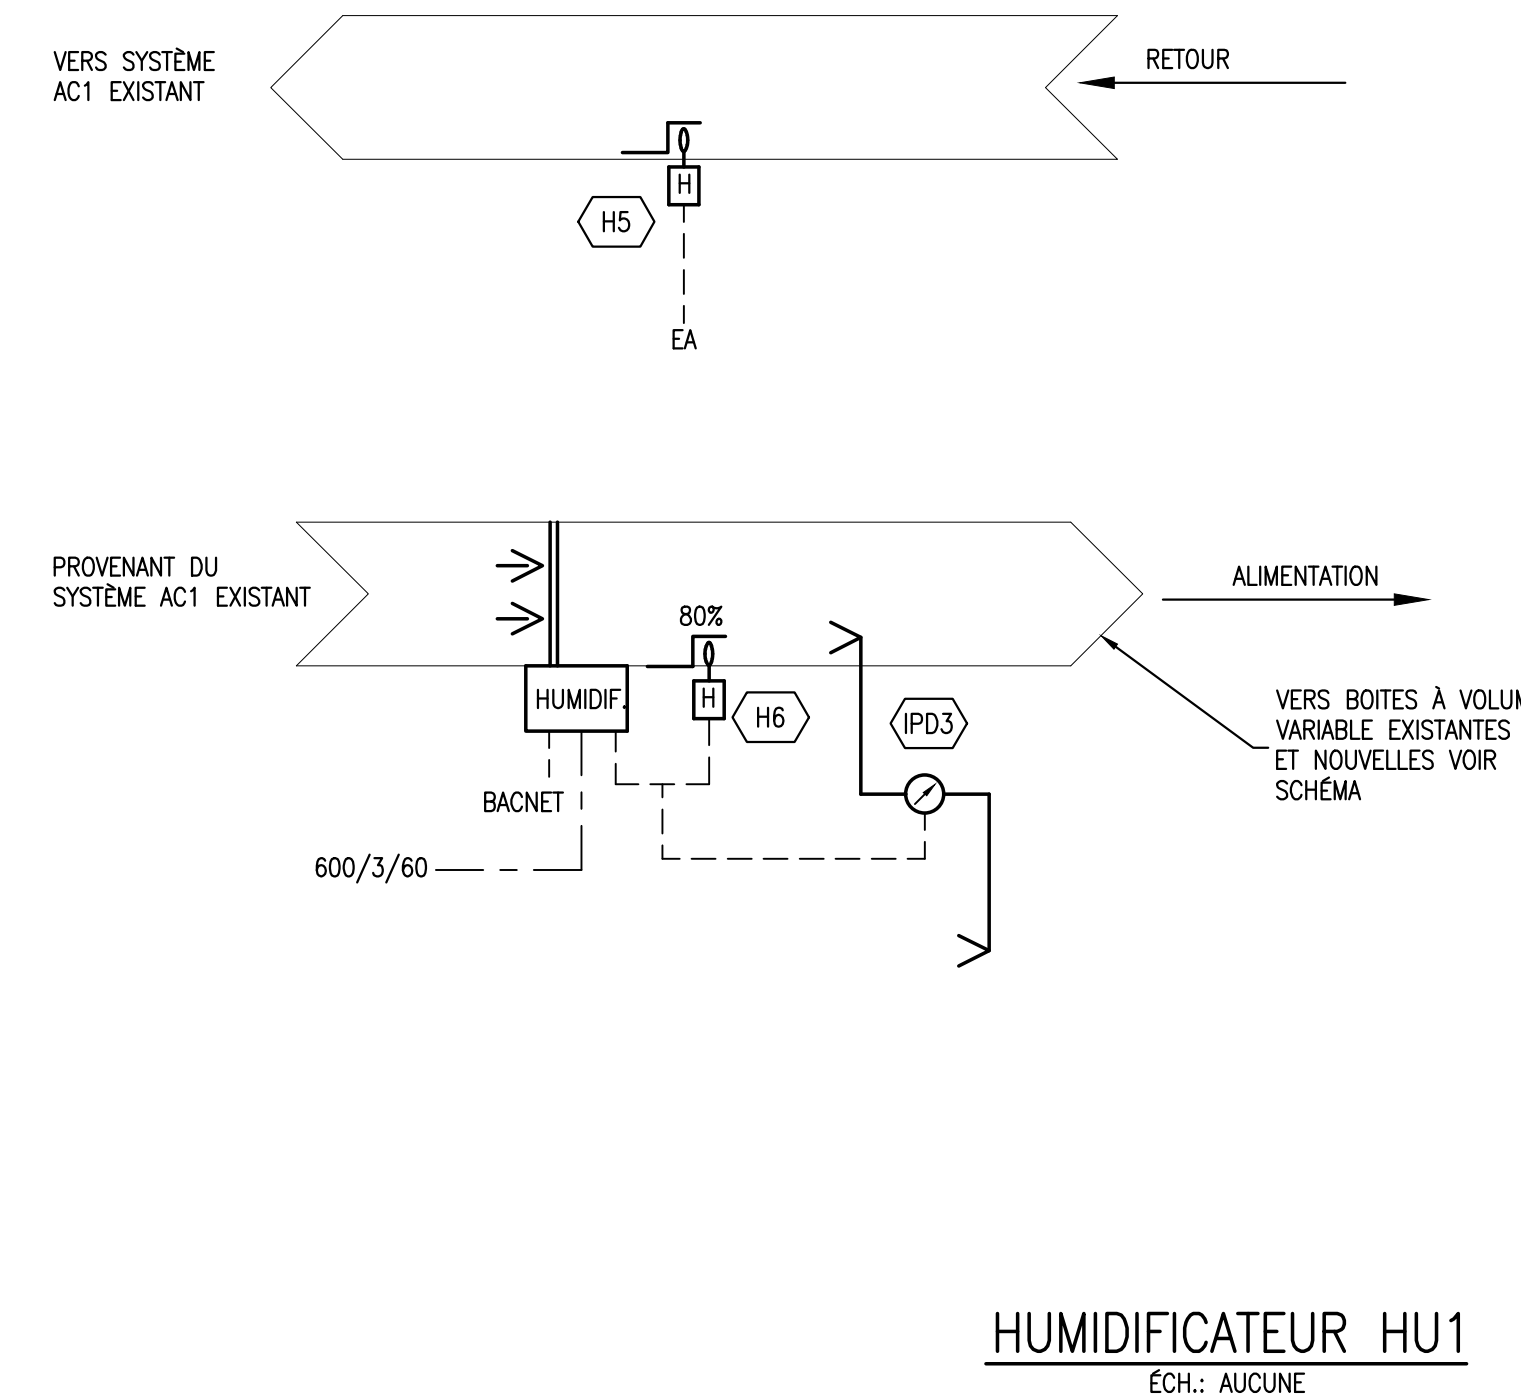 VERS SYSTÈME
AC1 EXISTANT
RETOUR
H
H5
EA
PROVENANT DU
SYSTÈME AC1 EXISTANT
ALIMENTATION
80%
HUMIDIF.
H
H6
IPD3
VERS BOITES À VOLUM
VARIABLE EXISTANTES
ET NOUVELLES VOIR
SCHÉMA
BACNET
600/3/60
HUMIDIFICATEUR HU1
ÉCH.: AUCUNE